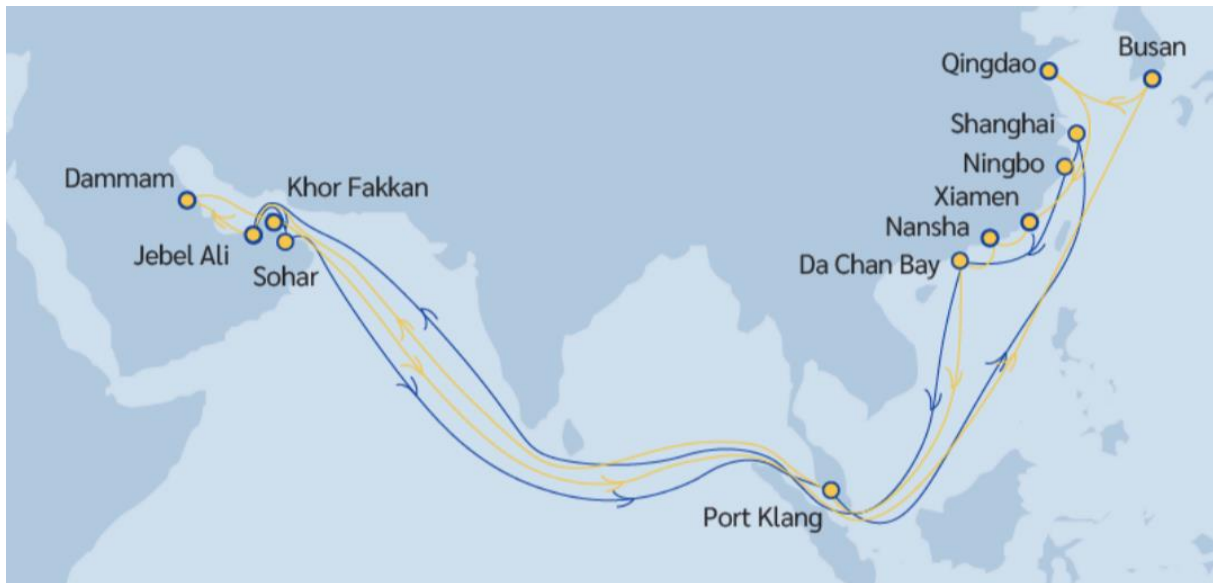 Busan
Qingdao
Shanghai
Ningbo
Xiamen
Nansha
Da Chan Bay
Dammam
Khor Fakkan
Jebel Ali
Sohar
Port Klang